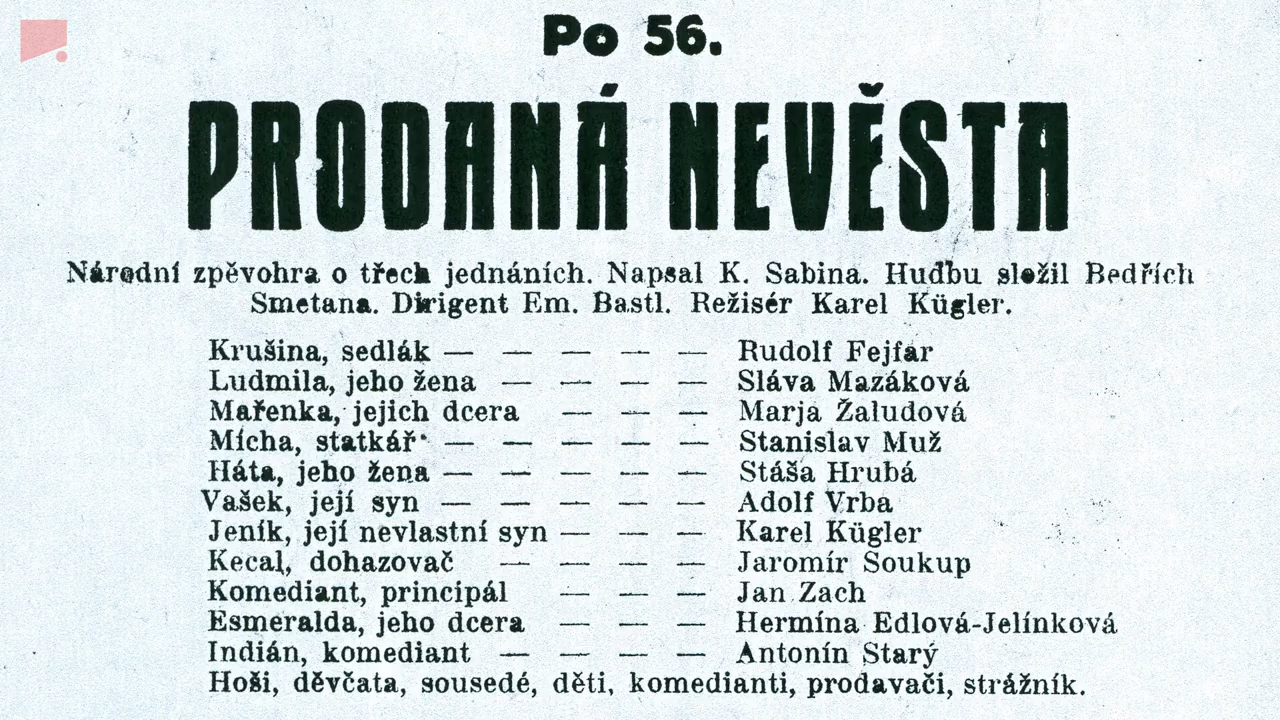 Po 56.
PRODANÁ NEVĚSTA
Národní zpěvohra o třech jednáních. Napsal K. Sabina. Hudbu složil Bedřich
Smetana. Dirigent Em. Bastl. Režisér Karel Kügler.
Krušina, sedlák — — — — — Rudolf Fejfar
Ludmila, jeho žena — — — — Sláva Mazáková
Mařenka, jejich dcera — — — Marja Žaludová
Mícha, statkář — — — — — Stanislav Muž
Háta, jeho žena — — — — — Stáša Hrubá
Vašek, její syn — — — — — Adolf Vrba
Jeník, její nevlastní syn — — — Karel Kügler
Kecal, dohazovač — — — — Jaromír Soukup
Komediant, principál — — — Jan Zach
Esmeralda, jeho dcera — — — Hermína Edlová-Jelínková
Indián, komediant — — — — Antonín Starý
Hoši, děvčata, sousedé, děti, komedianti, prodavači, strážník.